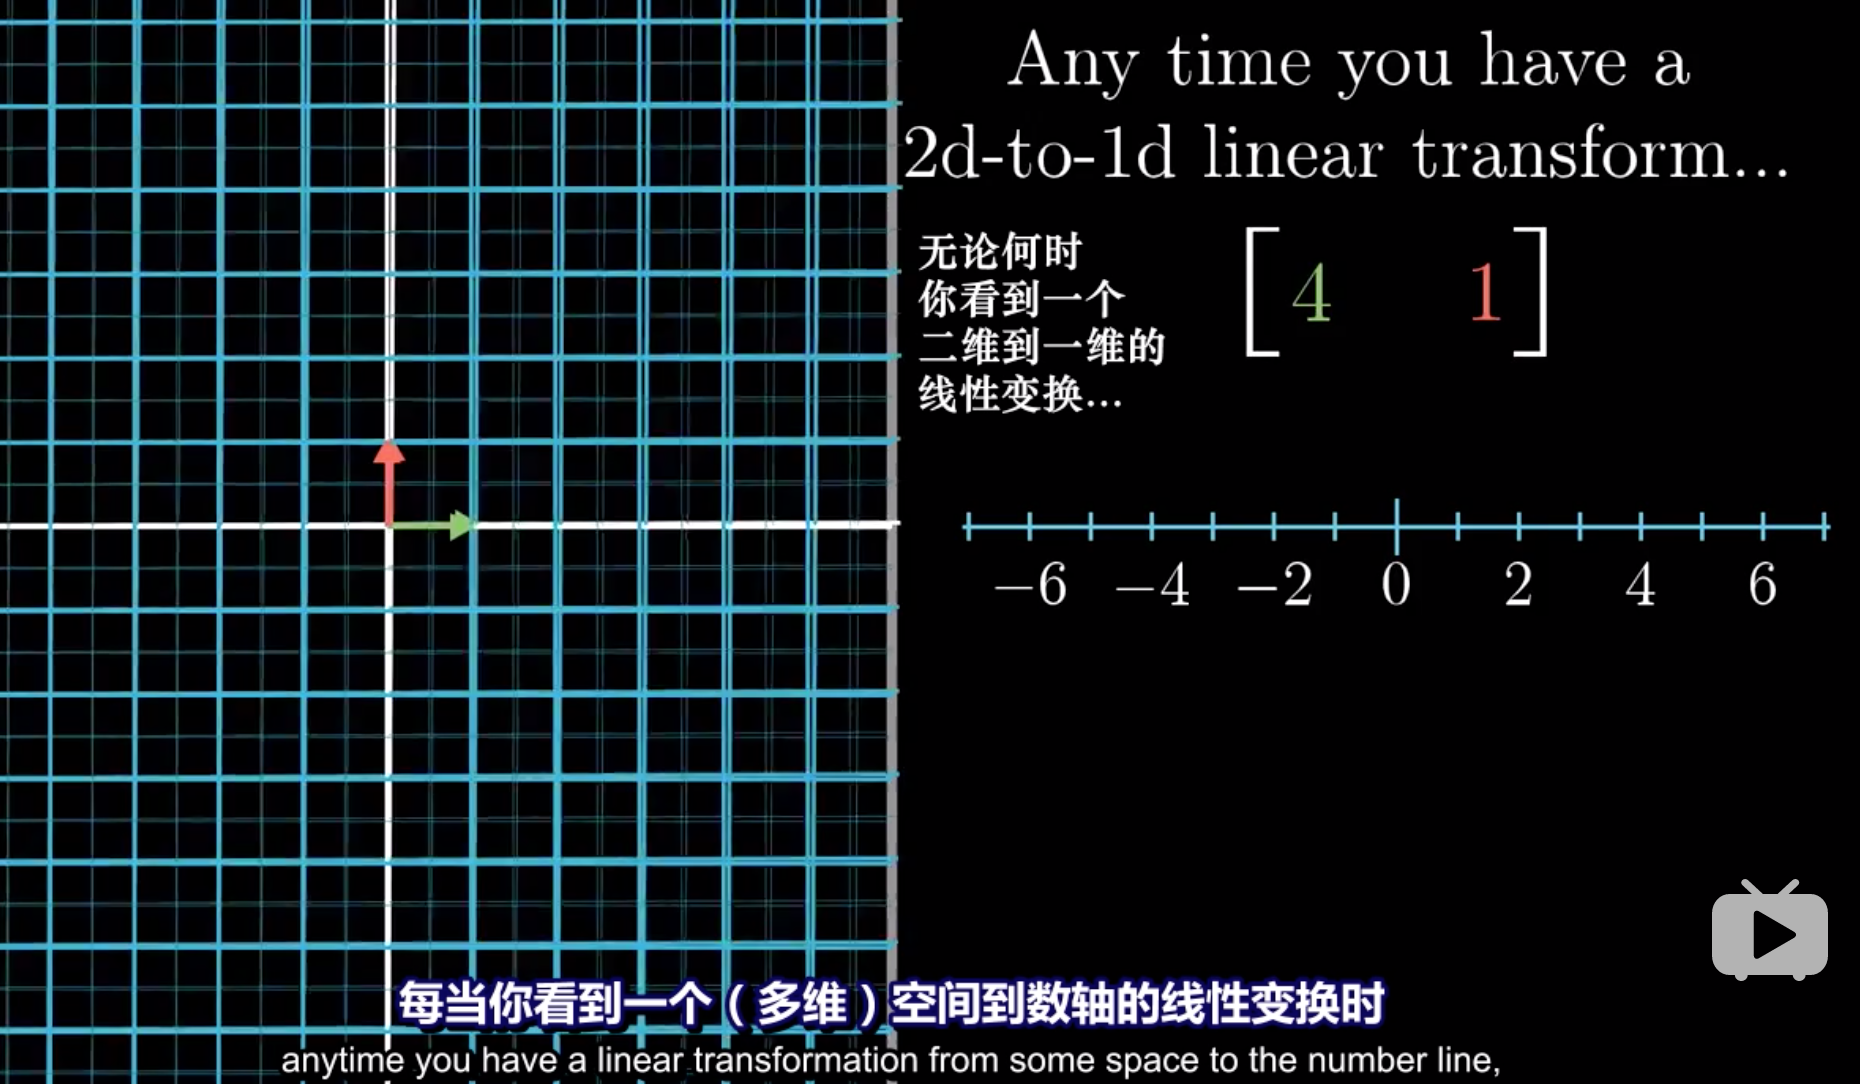 Any time you have a
2d-to-1d linear transform...
无论何时
你看到一个
二维到一维的
线性变换...
[4 1]
−6 −4 −2 0 2 4 6
每当你看到一个（多维）空间到数轴的线性变换时
anytime you have a linear transformation from some space to the number line,